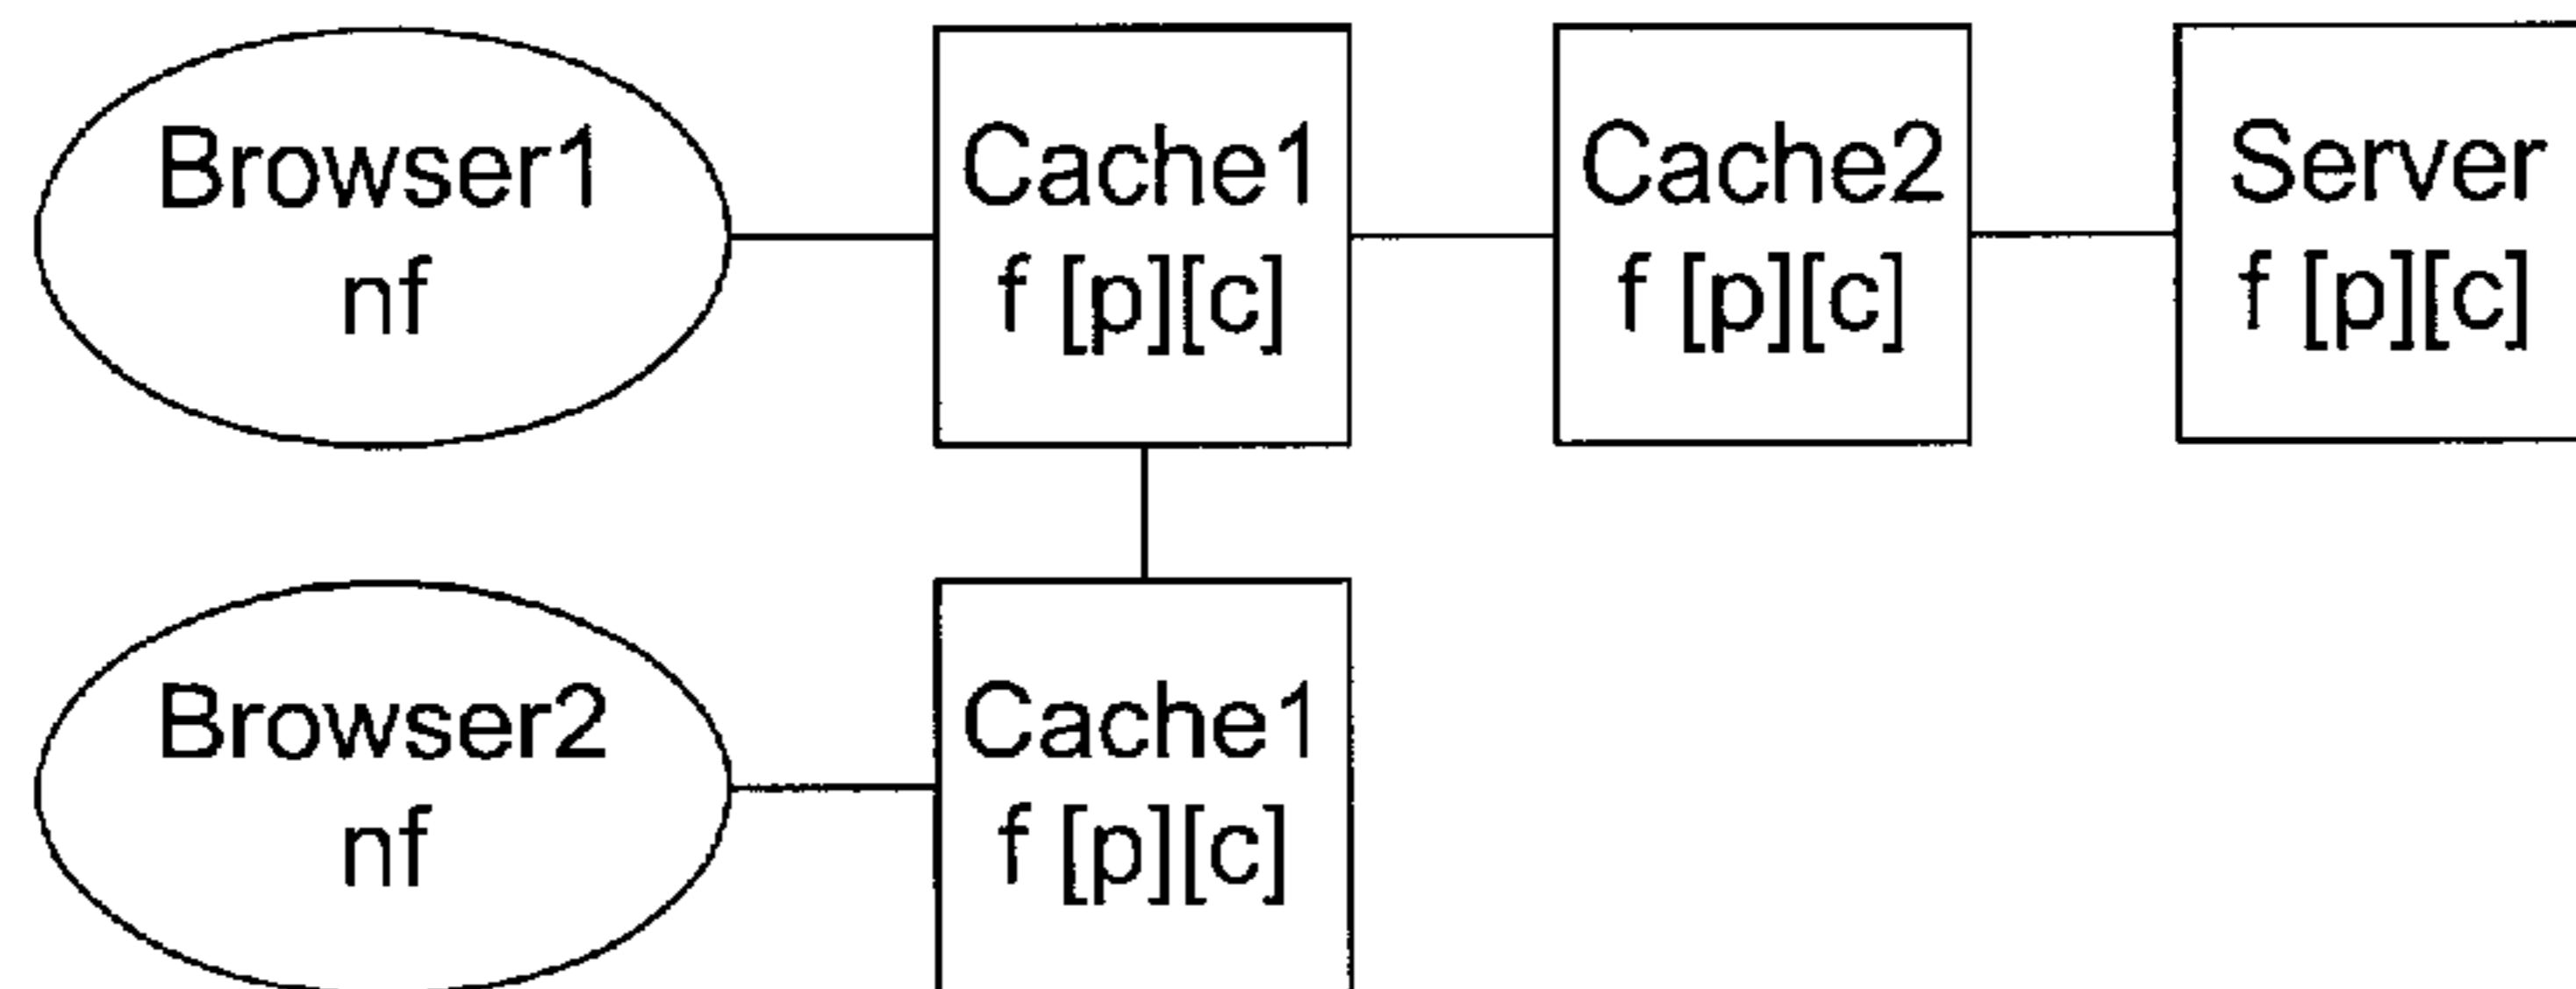 Browser1
nf
Cache1
f [p][c]
Cache2
f [p][c]
Server
f [p][c]
Browser2
nf
Cache1
f [p][c]